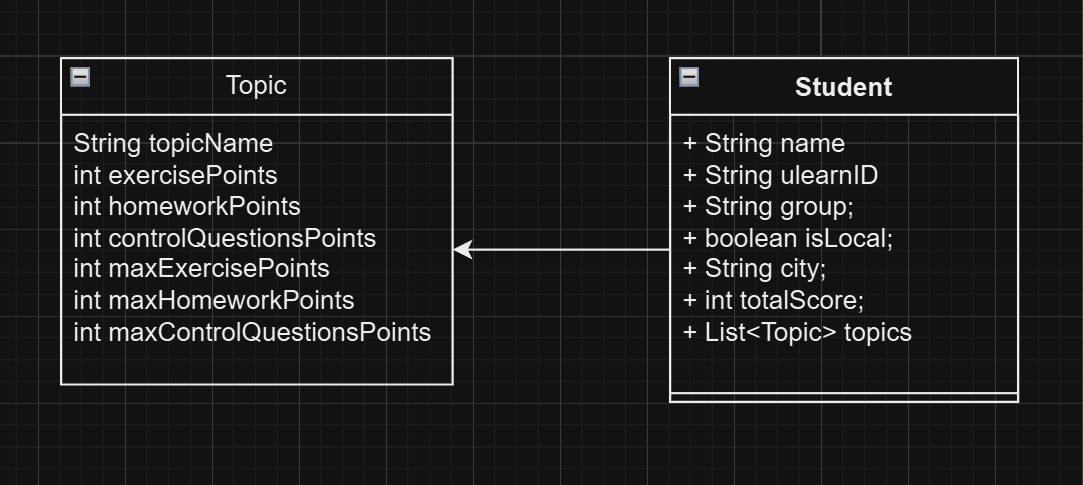 Topic
String topicName
int exercisePoints
int homeworkPoints
int controlQuestionsPoints
int maxExercisePoints
int maxHomeworkPoints
int maxControlQuestionsPoints
Student
+ String name
+ String ulearnID
+ String group;
+ boolean isLocal;
+ String city;
+ int totalScore;
+ List<Topic> topics